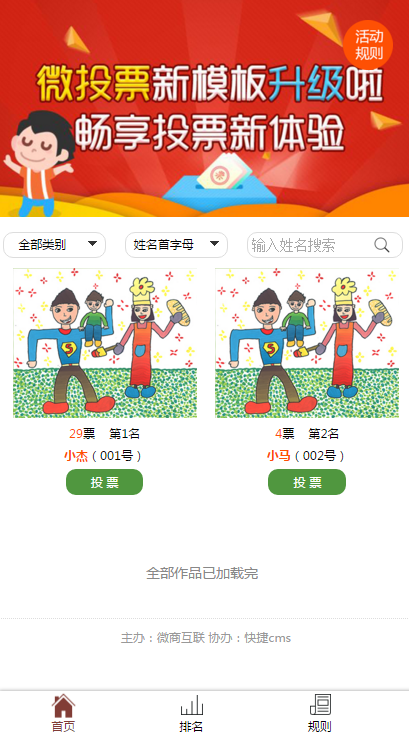 活动
规则
微投票新模板升级啦
畅享投票新体验
全部类别
姓名首字母
输入姓名搜索
S
S
29票 第1名
4票 第2名
小杰（001号）
小马（002号）
投 票
投 票
全部作品已加载完
主办：微商互联 协办：快捷cms
首页
排名
规则